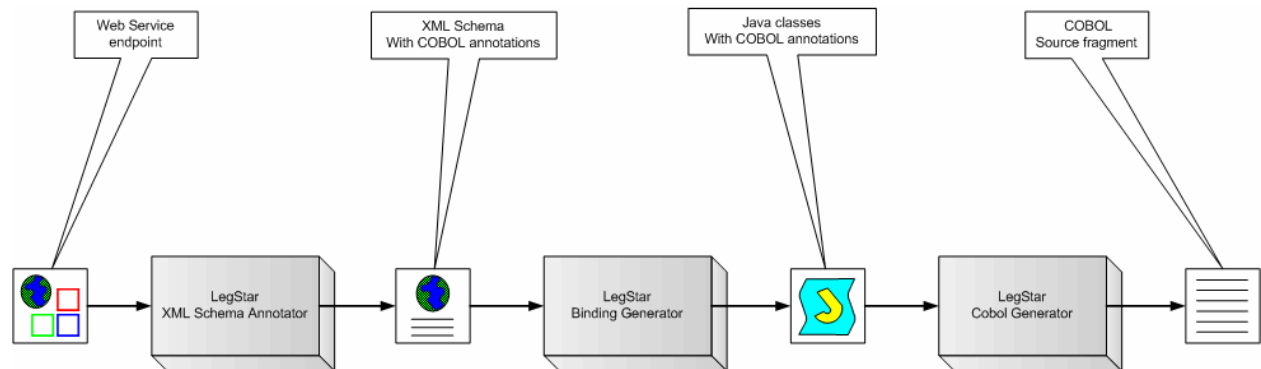 Web Service
endpoint
XML Schema
With COBOL annotations
Java classes
With COBOL annotations
COBOL
Source fragment
LegStar
XML Schema Annotator
LegStar
Binding Generator
LegStar
Cobol Generator